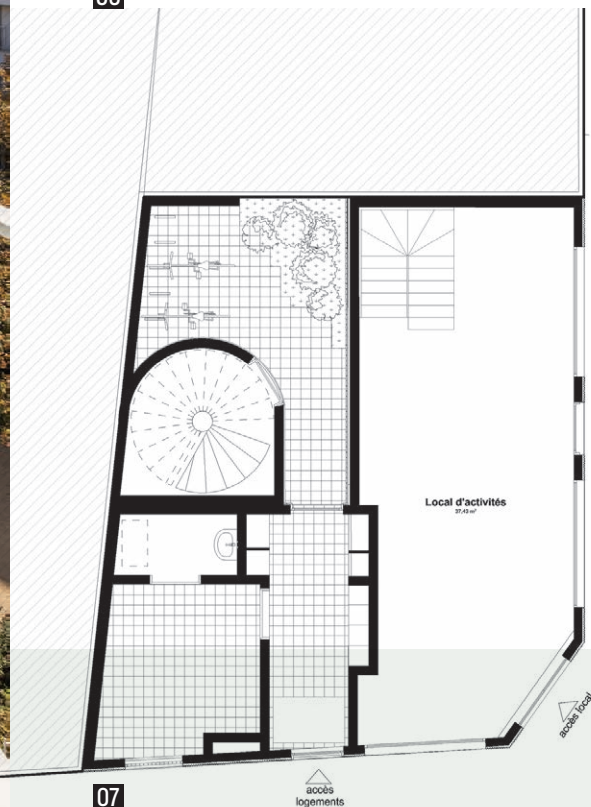 Local d'activités
37,43 m²
accès local
accès
logements
07